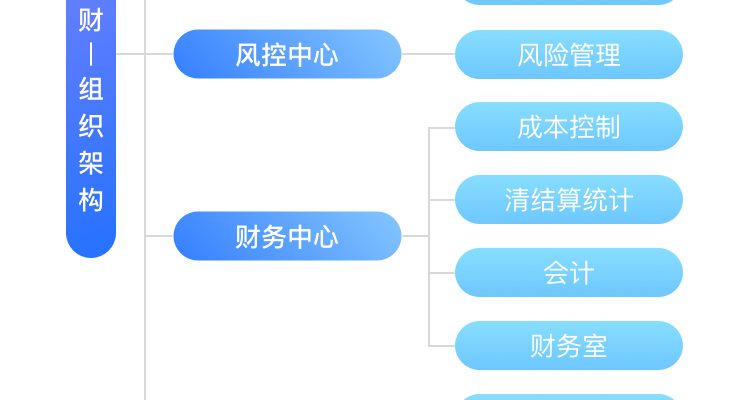 财｜组织架构
风控中心
风险管理
财务中心
成本控制
清结算统计
会计
财务室